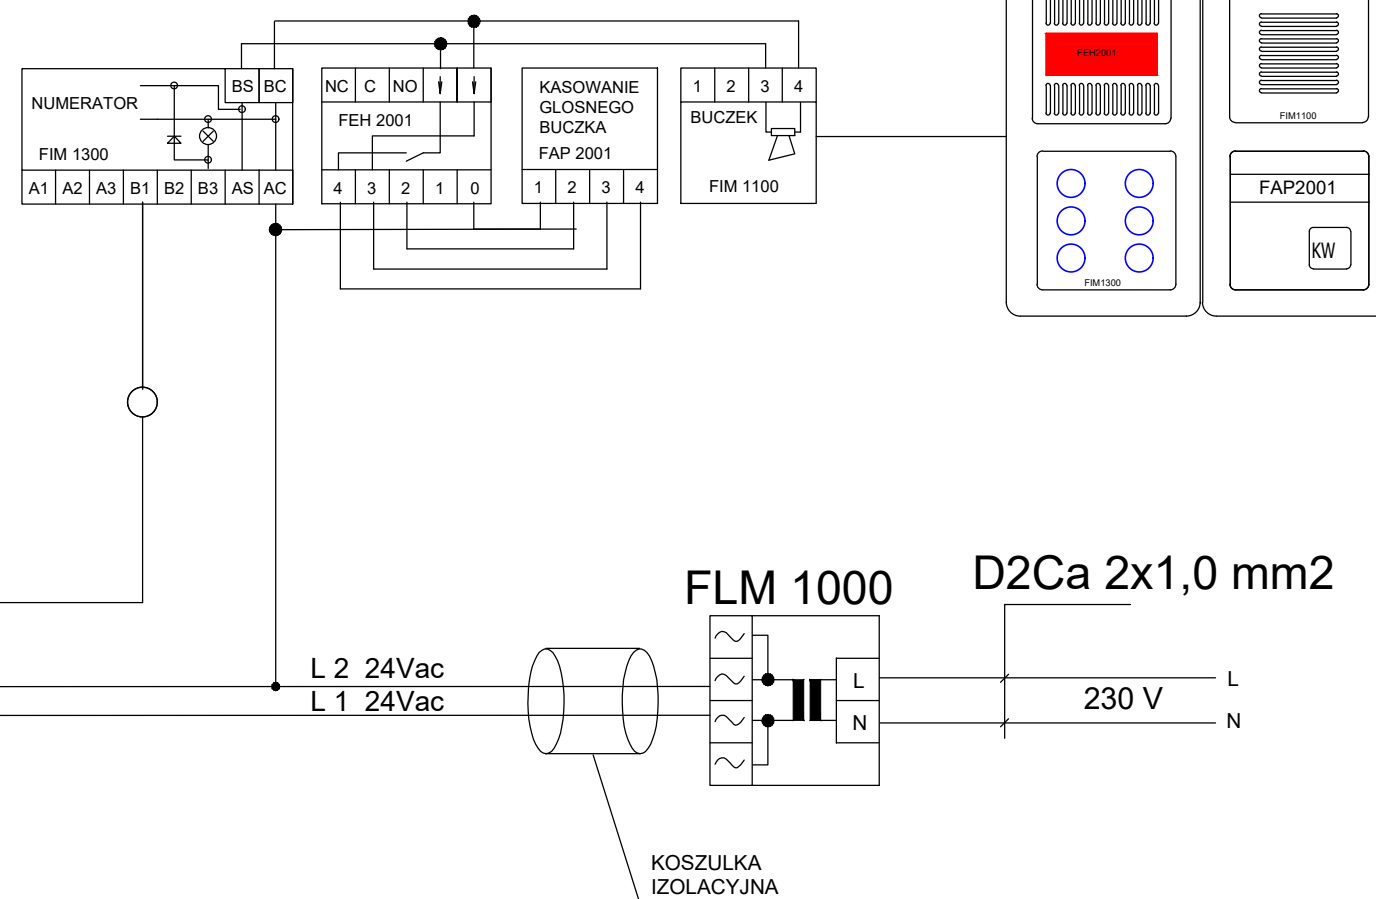 FEH2001
FIM1100
BS BC
NUMERATOR
FIM 1300
A1 A2 A3 B1 B2 B3 AS AC
NC C NO
FEH 2001
4 3 2 1 0
KASOWANIE
GLOSNEGO
BUCZKA
FAP 2001
1 2 3 4
1 2 3 4
BUCZEK
FIM 1100
FIM1300
FAP2001
KW
FLM 1000
D2Ca 2x1,0 mm2
L 2 24Vac
L 1 24Vac
L
N
230 V
L
N
KOSZULKA
IZOLACYJNA